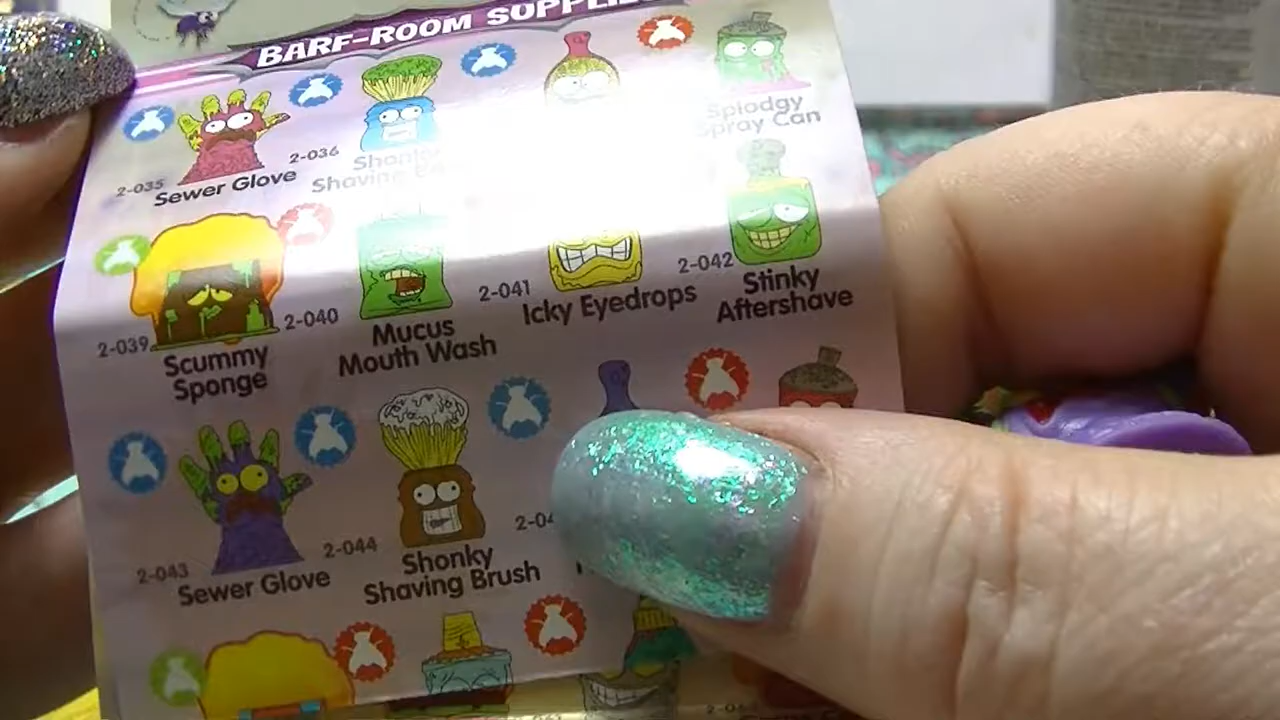 BARF-ROOM
Splodgy
Spray Can
2-035
Sewer Glove
2-036
Shaving
2-039
Scummy
Sponge
2-040
Mucus
Mouth Wash
2-041
Icky Eyedrops
2-042
Stinky
Aftershave
2-043
Sewer Glove
2-044
Shonky
Shaving Brush